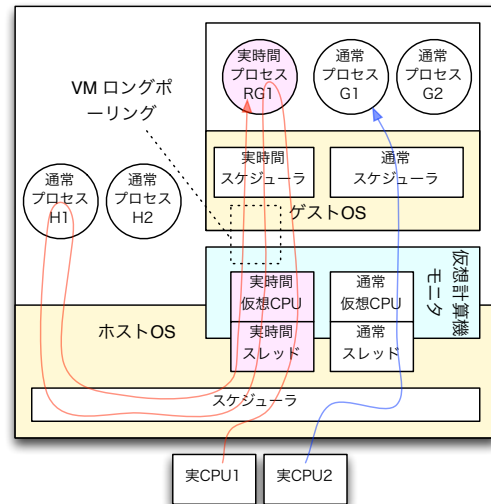 実時間
プロセス
RG1
通常
プロセス
G1
通常
プロセス
G2
VM ロングポ
ーリング
実時間
スケジューラ
通常
スケジューラ
ゲストOS
通常
プロセス
H1
通常
プロセス
H2
仮想計算機
モニタ
実時間
仮想CPU
通常
仮想CPU
ホストOS
実時間
スレッド
通常
スレッド
スケジューラ
実CPU1
実CPU2